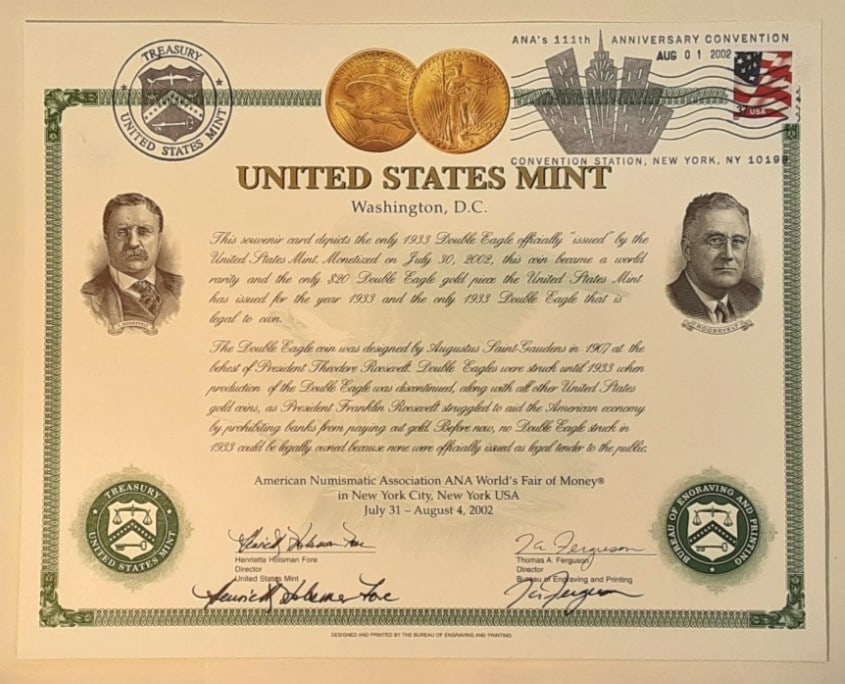 TREASURY
UNITED STATES MINT
ANA's 111th ANNIVERSARY CONVENTION
AUG 0 1 2002
USA
CONVENTION STATION, NEW YORK, NY 10199
UNITED STATES MINT
Washington, D.C.
This souvenir card depicts the only 1933 Double Eagle officially "issued" by the
United States Mint. Monetized on July 30, 2002, this coin became a world
rarity and the only $20 Double Eagle gold piece the United States Mint
has issued for the year 1933 and the only 1933 Double Eagle that is
legal to own.
The Double Eagle coin was designed by Augustus Saint-Gaudens in 1907 at the
behest of President Theodore Roosevelt. Double Eagles were struck until 1933 when
production of the Double Eagle was discontinued, along with all other United States
gold coins, as President Franklin Roosevelt struggled to aid the American economy
by prohibiting banks from paying out gold. Before now, no Double Eagle struck in
1933 could be legally owned because none were officially issued as legal tender to the public.
ROOSEVELT
American Numismatic Association ANA World's Fair of Money®
in New York City, New York USA
July 31 – August 4, 2002
TREASURY
UNITED STATES MINT
BUREAU OF ENGRAVING AND PRINTING
Henrietta Holsman Fore
Henrietta Holsman Fore
Director
United States Mint
Henrietta Holsman Fore
T.A. Ferguson
Thomas A. Ferguson
Director
Bureau of Engraving and Printing
T.A. Ferguson
DESIGNED AND PRINTED BY THE BUREAU OF ENGRAVING AND PRINTING